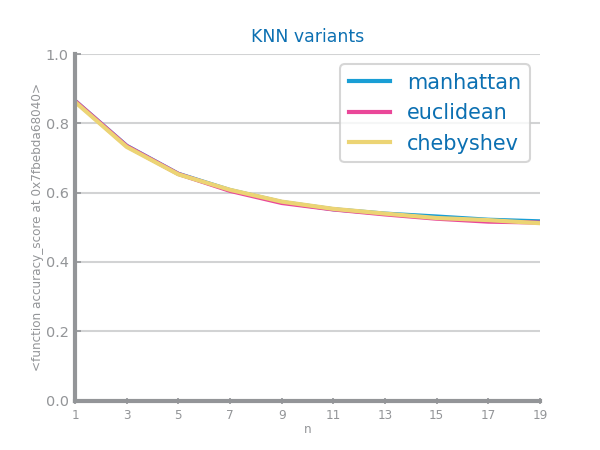 KNN variants
1.0
0.8
0.6
0.4
0.2
0.0
<function accuracy_score at 0x7fbebda68040>
manhattan
euclidean
chebyshev
1 3 5 7 9 11 13 15 17 19
n